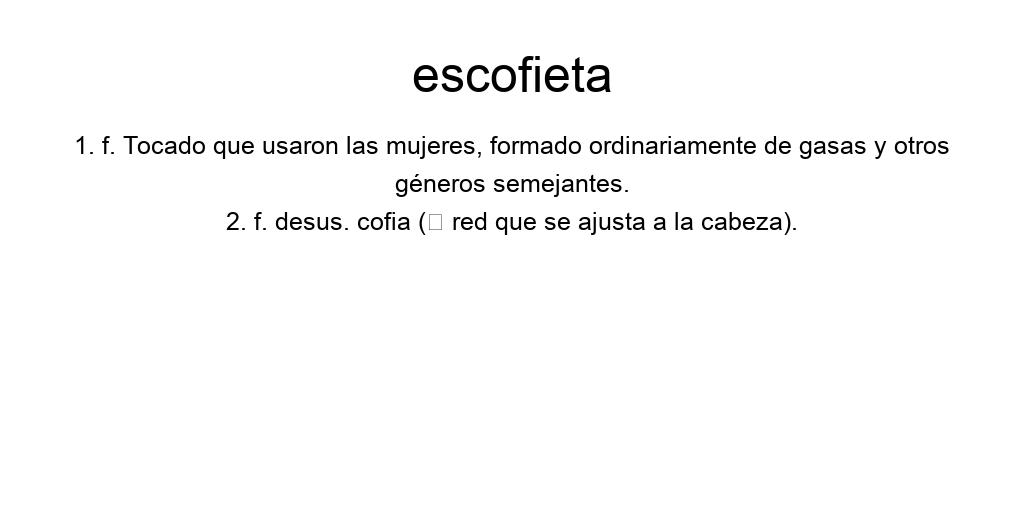 escofieta
1. f. Tocado que usaron las mujeres, formado ordinariamente de gasas y otros
géneros semejantes.
2. f. desus. cofia (□ red que se ajusta a la cabeza).